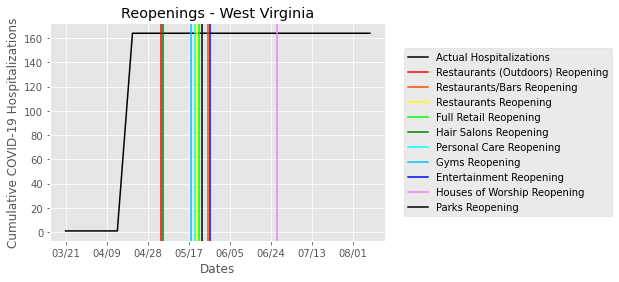 Reopenings - West Virginia
Cumulative COVID-19 Hospitalizations
160
140
120
100
80
60
40
20
0
03/21 04/09 04/28 05/17 06/05 06/24 07/13 08/01
Dates
Actual Hospitalizations
Restaurants (Outdoors) Reopening
Restaurants/Bars Reopening
Restaurants Reopening
Full Retail Reopening
Hair Salons Reopening
Personal Care Reopening
Gyms Reopening
Entertainment Reopening
Houses of Worship Reopening
Parks Reopening